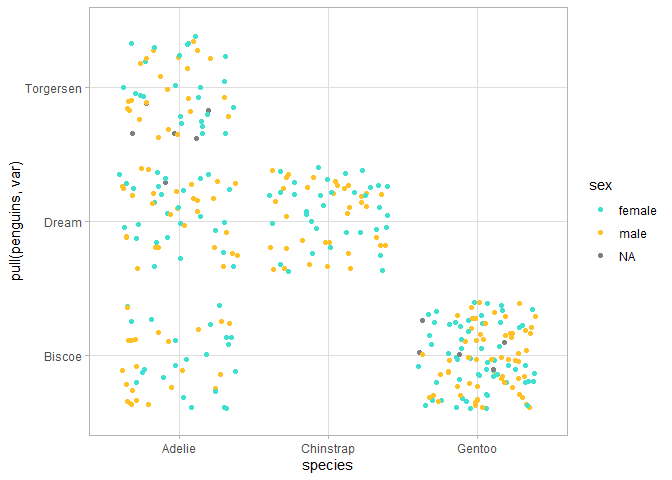 pull(penguins, var)
Torgersen
Dream
Biscoe
Adelie
Chinstrap
Gentoo
species
sex
female
male
NA